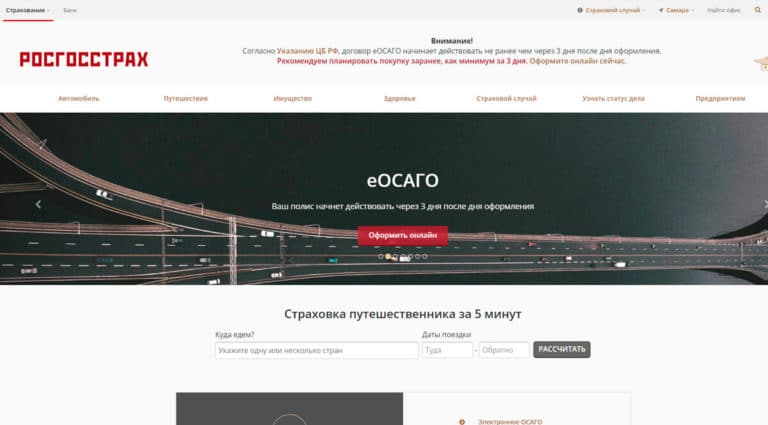 Страхование Банк Страховой случай Самара Найти офис
Внимание!
Согласно Указанию ЦБ РФ, договор еОСАГО начинает действовать не ранее чем через 3 дня после дня оформления.
РОСГОССТРАХ
Рекомендуем планировать покупку заранее, как минимум за 3 дня. Оформите онлайн сейчас.
Автомобиль Путешествия Имущество Здоровье Страховой случай Узнать статус дела Предприятиям
еОСАГО
Ваш полис начнет действовать через 3 дня после дня оформления
Оформить онлайн
Страховка путешественника за 5 минут
Куда едем? Даты поездки
Укажите одну или несколько стран Туда - Обратно РАССЧИТАТЬ
Электронное ОСАГО